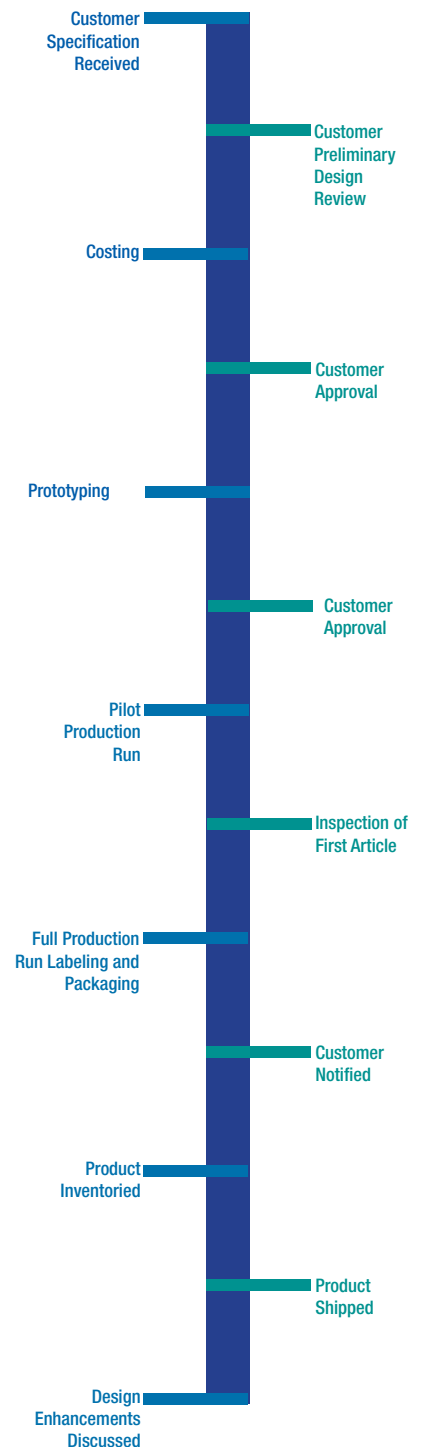 Customer
Specification
Received
Customer
Preliminary
Design
Review
Costing
Customer
Approval
Prototyping
Customer
Approval
Pilot
Production
Run
Inspection of
First Article
Full Production
Run Labeling and
Packaging
Customer
Notified
Product
Inventoried
Product
Shipped
Design
Enhancements
Discussed